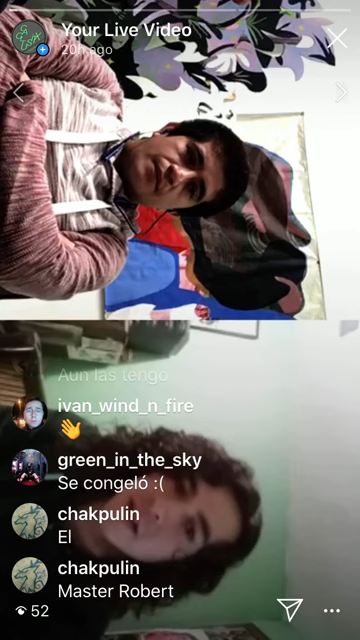 Your Live Video
20h ago
Aun las tengo
ivan_wind_n_fire
👋
green_in_the_sky
Se congeló :(
chakpulin
El
chakpulin
Master Robert
52